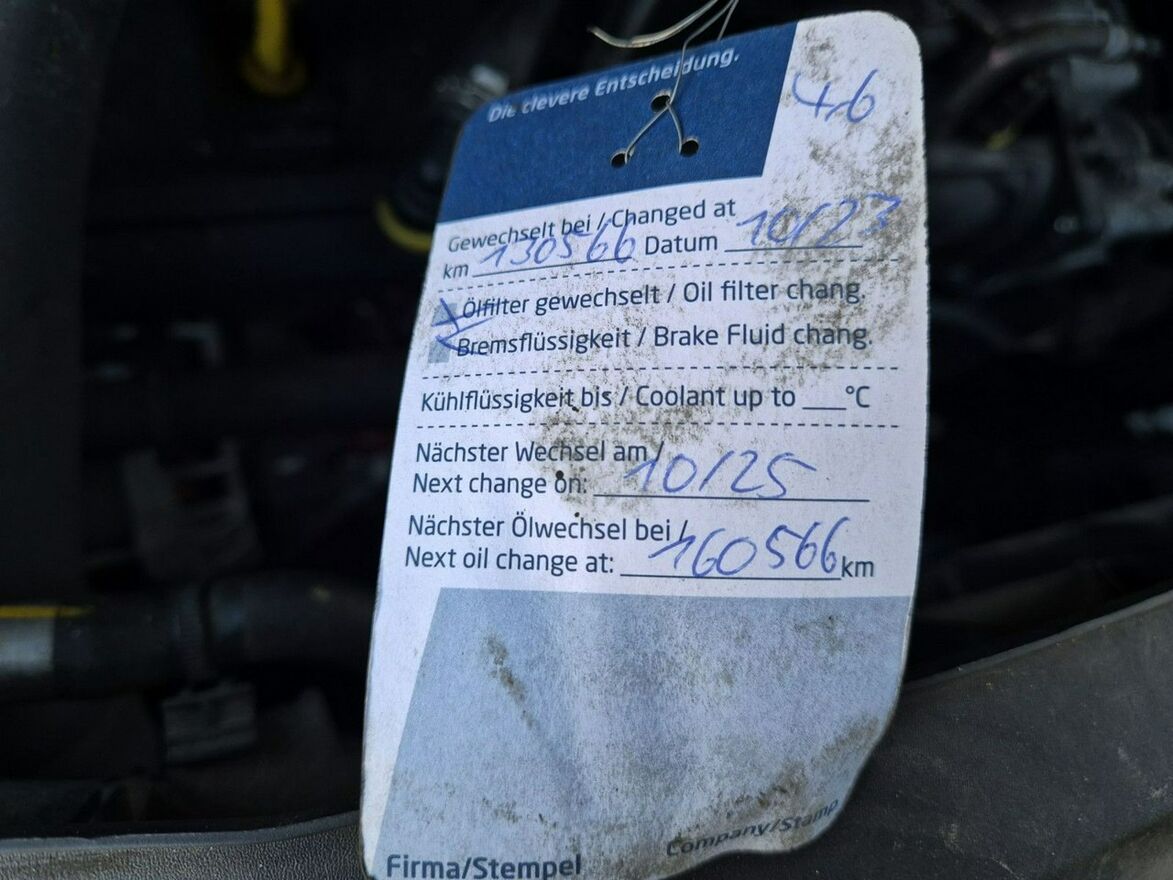 Die clevere Entscheidung.
4,6
Gewechselt bei / Changed at
km 130566 Datum 10/23
Ölfilter gewechselt / Oil filter chang.
Bremsflüssigkeit / Brake Fluid chang.
Kühlflüssigkeit bis / Coolant up to ___°C
Nächster Wechsel am /
Next change on: 10/25
Nächster Ölwechsel bei /
Next oil change at: 160566 km
Firma/Stempel Company/Stamp